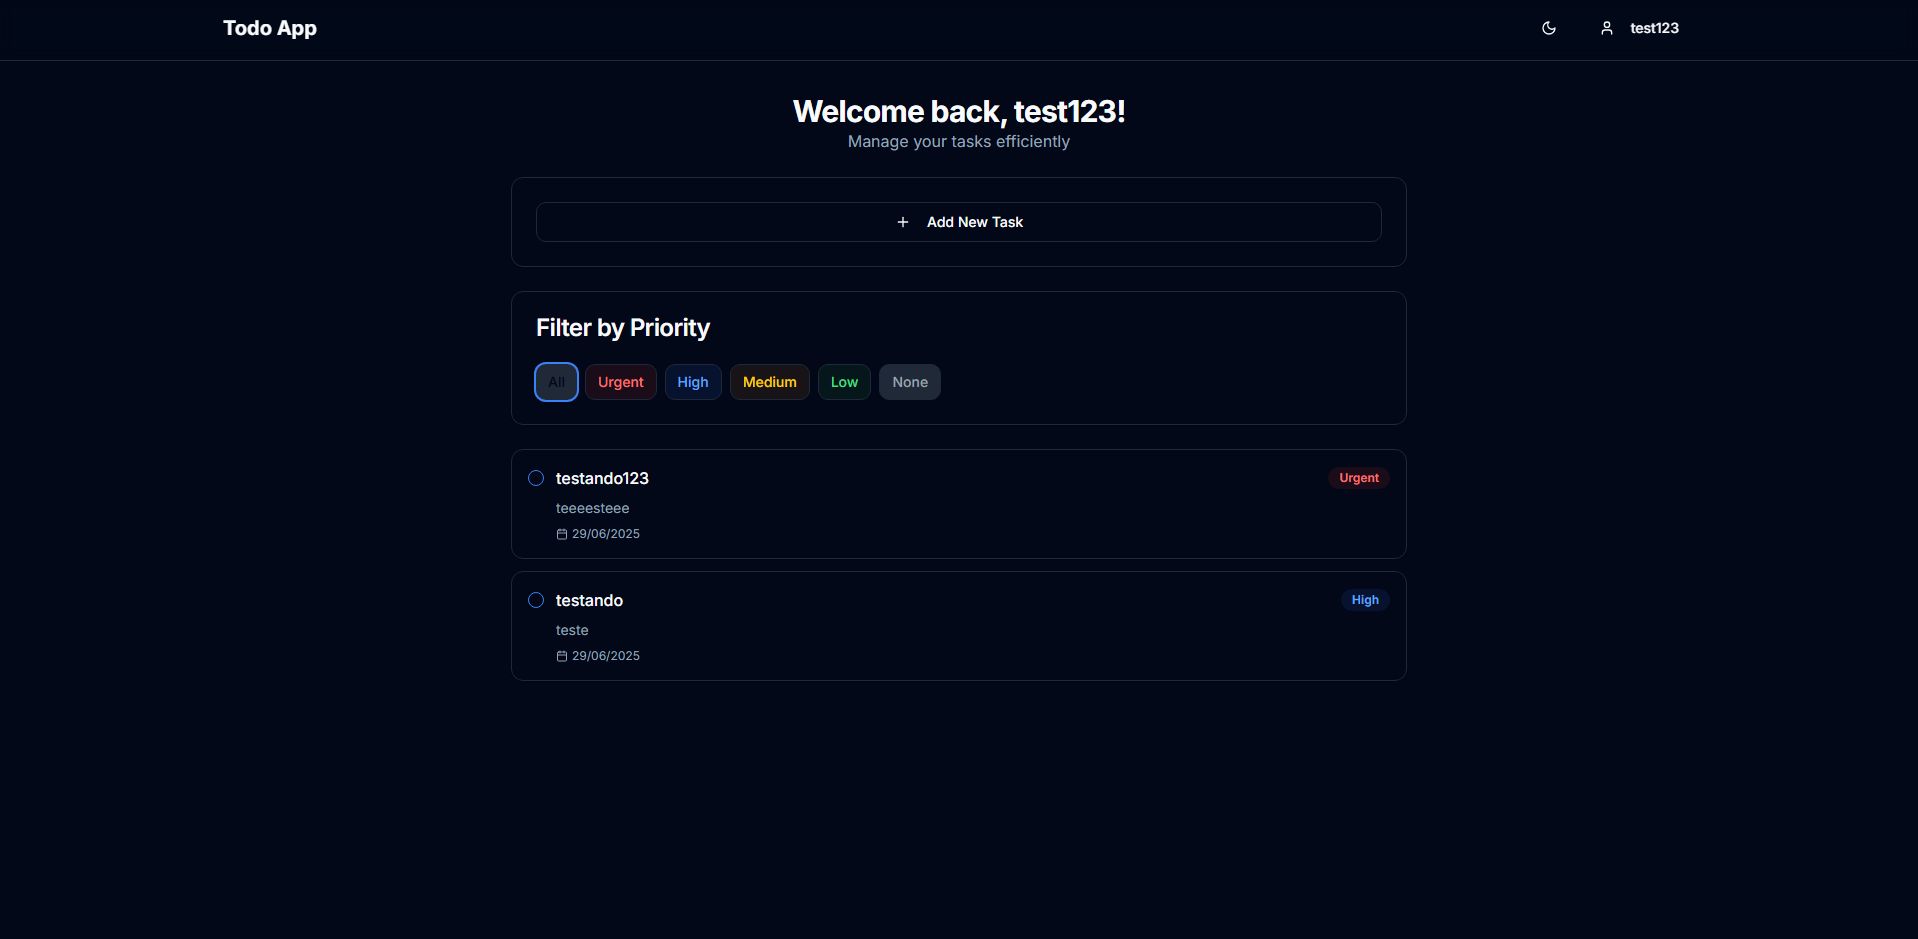 Todo App
test123
Welcome back, test123!
Manage your tasks efficiently
Add New Task
Filter by Priority
All Urgent High Medium Low None
testando123 Urgent
teeeesteee
29/06/2025
testando High
teste
29/06/2025